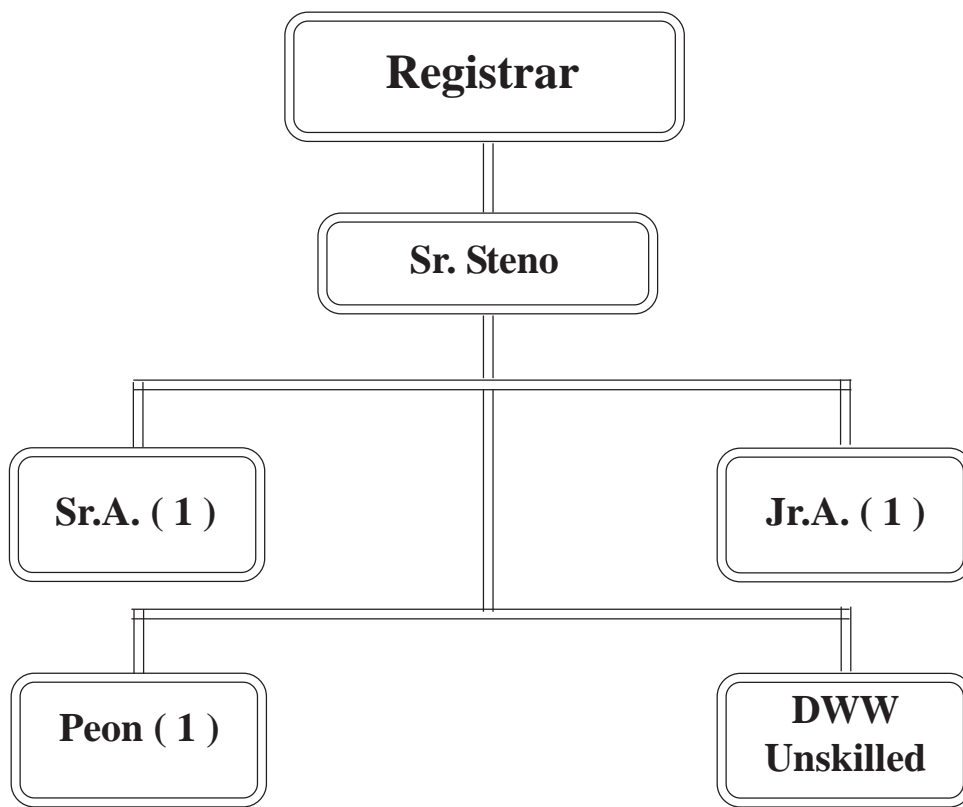 Registrar
Sr. Steno
Sr.A. ( 1 )
Jr.A. ( 1 )
Peon ( 1 )
DWW
Unskilled